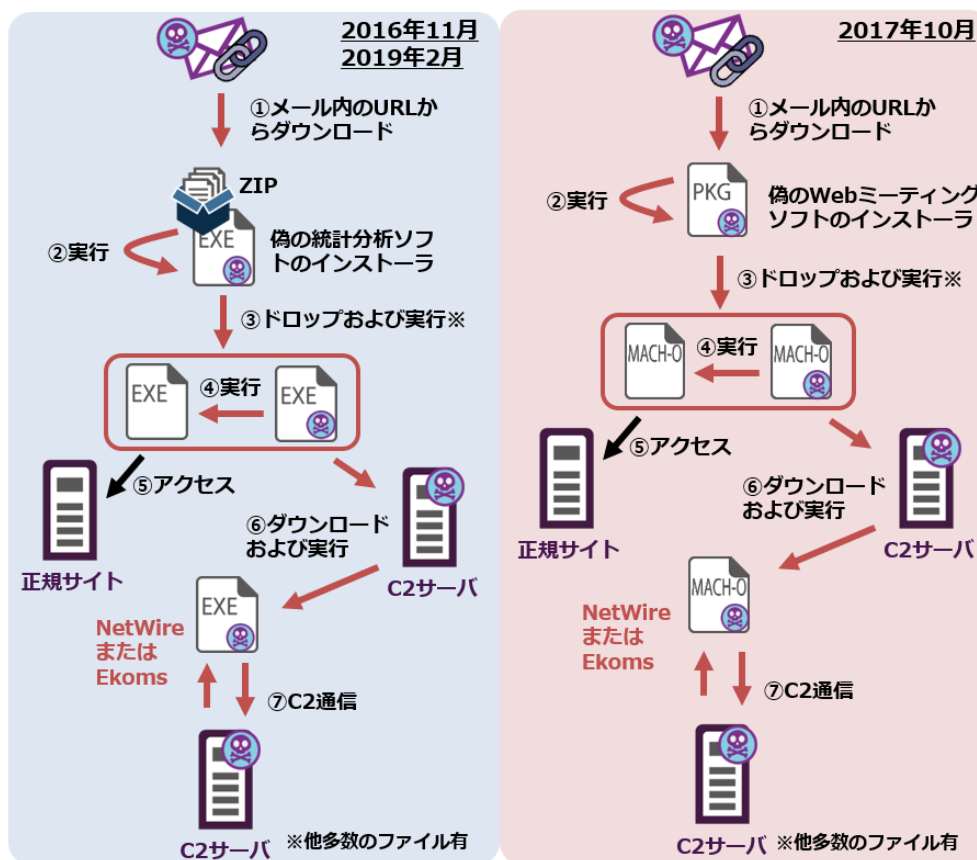 2016年11月
2019年2月
①メール内のURLか
らダウンロード
ZIP
EXE
②実行
偽の統計分析ソフ
トのインストーラ
③ドロップおよび実行※
EXE
④実行
EXE
⑤アクセス
正規サイト
⑥ダウンロード
および実行
C2サーバ
EXE
NetWire
または
Ekoms
⑦C2通信
C2サーバ
※他多数のファイル有
2017年10月
①メール内のURLか
らダウンロード
②実行
PKG
偽のWebミーティング
ソフトのインストーラ
③ドロップおよび実行※
MACH-O
④実行
MACH-O
⑤アクセス
正規サイト
⑥ダウンロード
および実行
C2サーバ
MACH-O
NetWire
または
Ekoms
⑦C2通信
C2サーバ
※他多数のファイル有